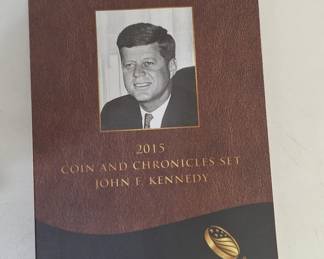 2015
COIN AND CHRONICLES SET
JOHN F. KENNEDY